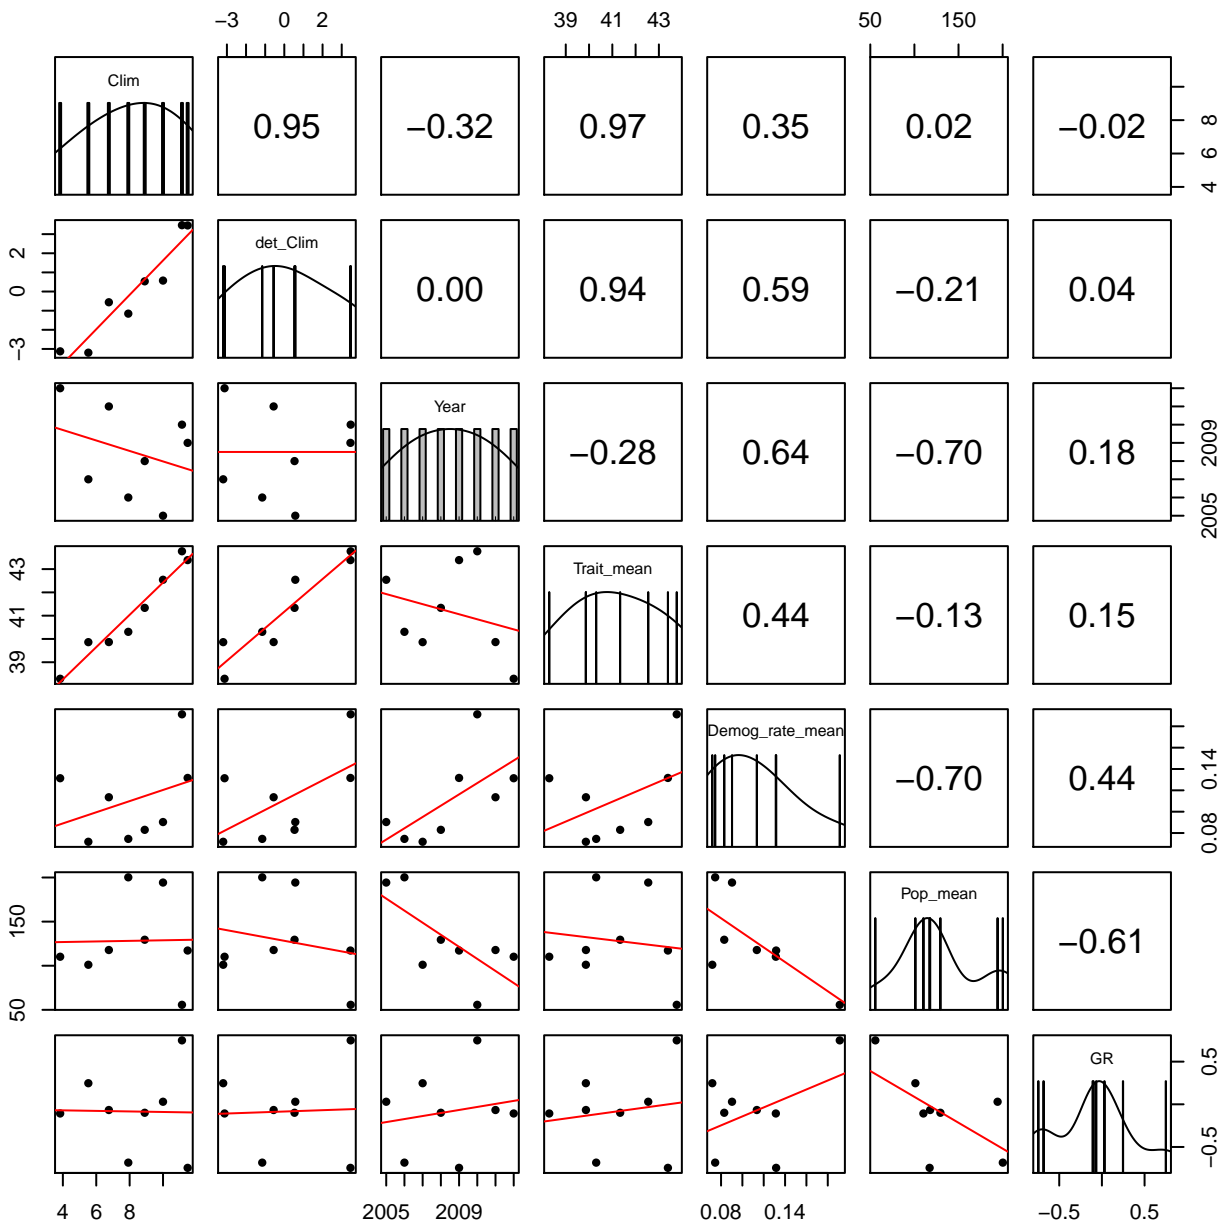 −3 0 2 39 41 43 50 150
Clim 0.95 −0.32 0.97 0.35 0.02 −0.02 4 6 8
−3 0 2 det_Clim 0.00 0.94 0.59 −0.21 0.04
Year −0.28 0.64 −0.70 0.18 2005 2009
39 41 43 Trait_mean 0.44 −0.13 0.15
Demog_rate_mean −0.70 0.44 0.08 0.14
50 150 Pop_mean −0.61
GR −0.5 0.5
4 6 8 2005 2009 0.08 0.14 −0.5 0.5